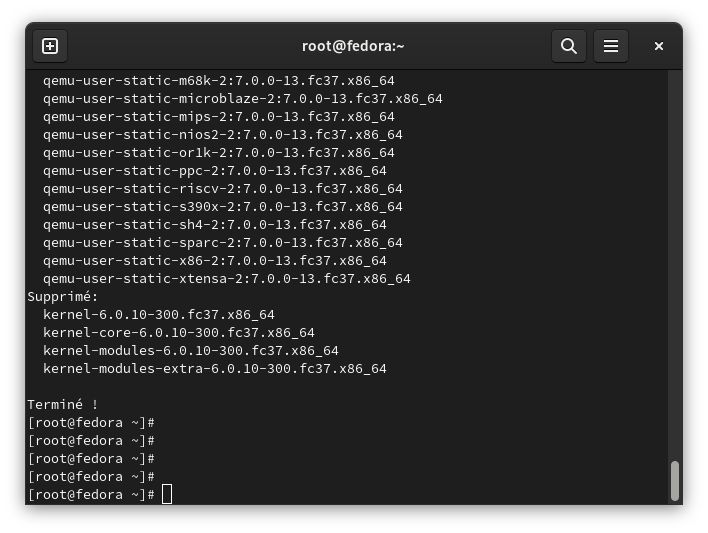 root@fedora:~
qemu-user-static-m68k-2:7.0.0-13.fc37.x86_64
qemu-user-static-microblaze-2:7.0.0-13.fc37.x86_64
qemu-user-static-mips-2:7.0.0-13.fc37.x86_64
qemu-user-static-nios2-2:7.0.0-13.fc37.x86_64
qemu-user-static-or1k-2:7.0.0-13.fc37.x86_64
qemu-user-static-ppc-2:7.0.0-13.fc37.x86_64
qemu-user-static-riscv-2:7.0.0-13.fc37.x86_64
qemu-user-static-s390x-2:7.0.0-13.fc37.x86_64
qemu-user-static-sh4-2:7.0.0-13.fc37.x86_64
qemu-user-static-sparc-2:7.0.0-13.fc37.x86_64
qemu-user-static-x86-2:7.0.0-13.fc37.x86_64
qemu-user-static-xtensa-2:7.0.0-13.fc37.x86_64
Supprimé:
kernel-6.0.10-300.fc37.x86_64
kernel-core-6.0.10-300.fc37.x86_64
kernel-modules-6.0.10-300.fc37.x86_64
kernel-modules-extra-6.0.10-300.fc37.x86_64
Terminé !
[root@fedora ~]#
[root@fedora ~]#
[root@fedora ~]#
[root@fedora ~]#
[root@fedora ~]#